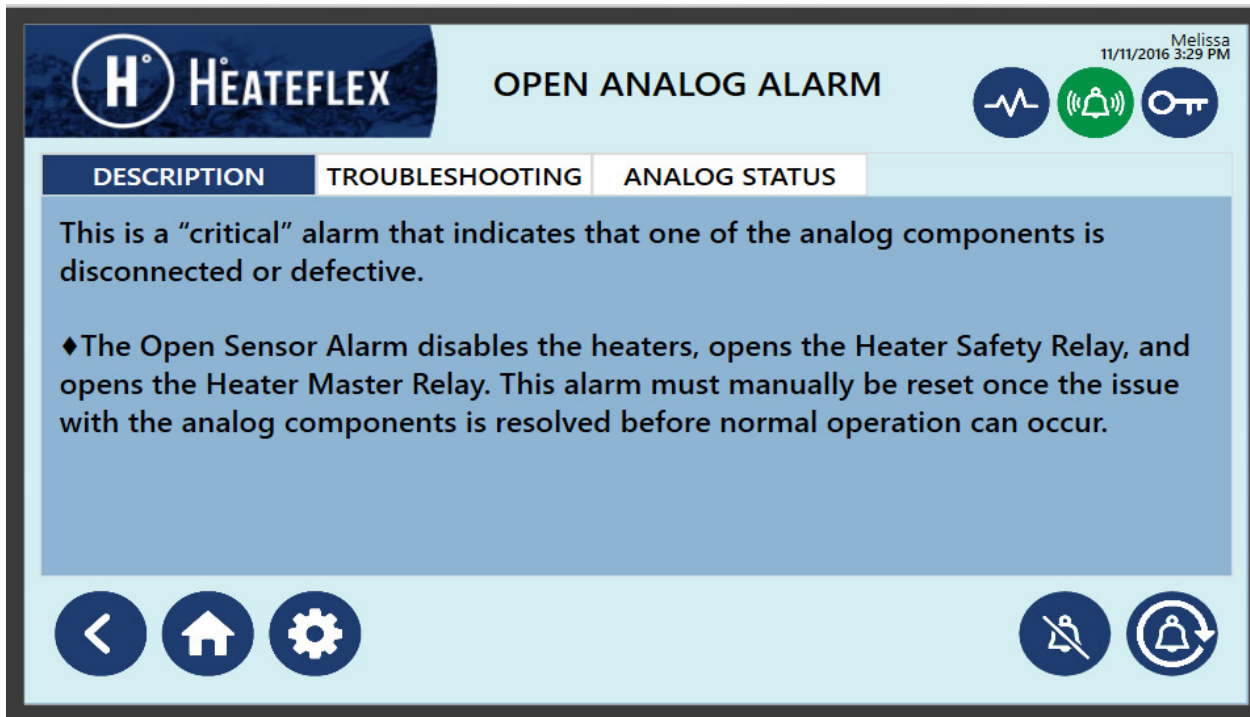 H° HEATEFLEX
OPEN ANALOG ALARM
Melissa
11/11/2016 3:29 PM
DESCRIPTION TROUBLESHOOTING ANALOG STATUS
This is a “critical” alarm that indicates that one of the analog components is
disconnected or defective.
♦The Open Sensor Alarm disables the heaters, opens the Heater Safety Relay, and
opens the Heater Master Relay. This alarm must manually be reset once the issue
with the analog components is resolved before normal operation can occur.